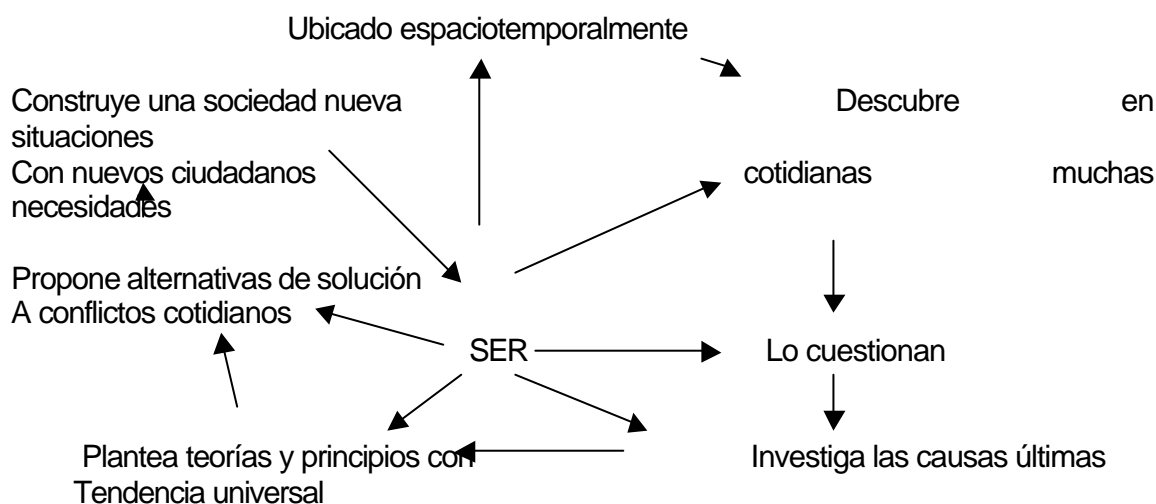 Ubicado espaciotemporalmente
Construye una sociedad nueva Descubre en
situaciones
Con nuevos ciudadanos cotidianas muchas
necesidades
Propone alternativas de solución
A conflictos cotidianos
SER Lo cuestionan
Plantea teorías y principios con Investiga las causas últimas
Tendencia universal